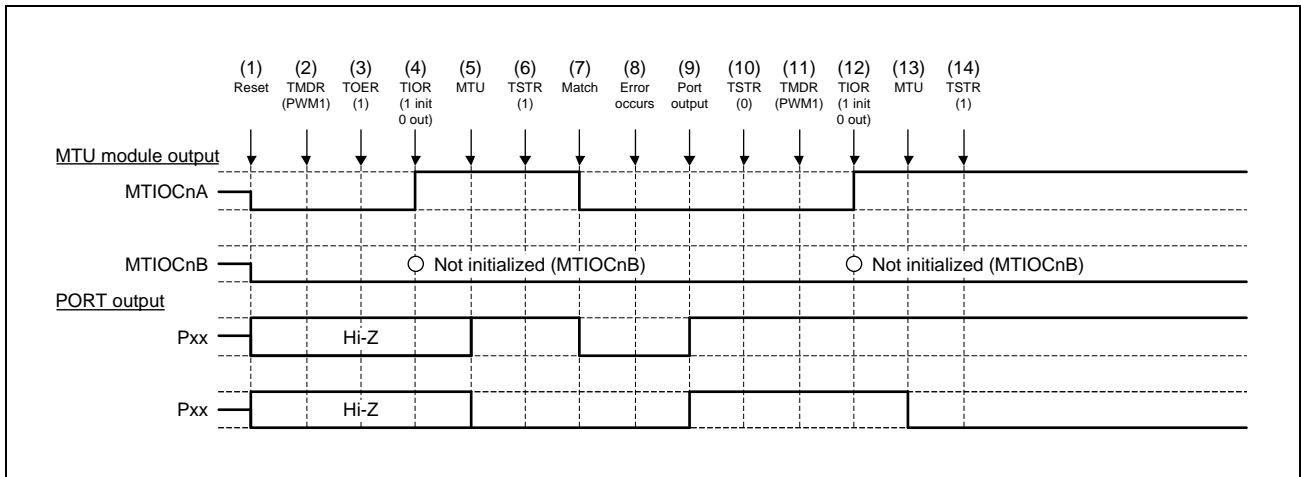 (1) (2) (3) (4) (5) (6) (7) (8) (9) (10) (11) (12) (13) (14)
Reset TMDR TOER TIOR MTU TSTR Match Error Port TSTR TMDR TIOR MTU TSTR
(PWM1) (1) (1 init (1) occurs output (0) (PWM1) (1 init (1)
0 out) 0 out)
MTU module output
MTIOCnA
MTIOCnB Not initialized (MTIOCnB) Not initialized (MTIOCnB)
PORT output
Pxx Hi-Z
Pxx Hi-Z